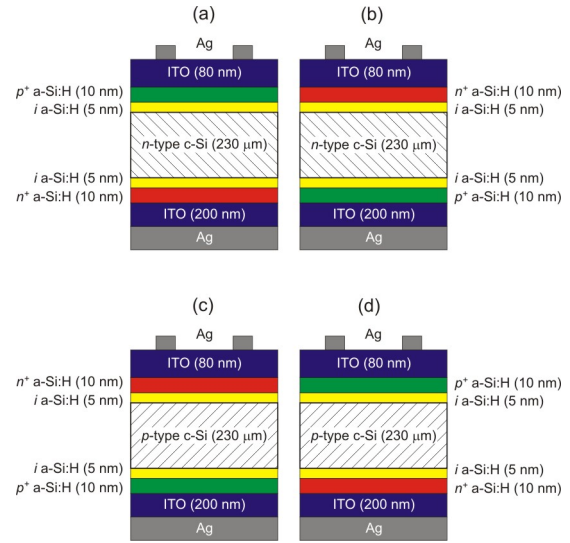 (a)
Ag
ITO (80 nm)
p⁺ a-Si:H (10 nm)
i a-Si:H (5 nm)
n-type c-Si (230 μm)
i a-Si:H (5 nm)
n⁺ a-Si:H (10 nm)
ITO (200 nm)
Ag
(b)
Ag
ITO (80 nm)
n⁺ a-Si:H (10 nm)
i a-Si:H (5 nm)
n-type c-Si (230 μm)
i a-Si:H (5 nm)
p⁺ a-Si:H (10 nm)
ITO (200 nm)
Ag
(c)
Ag
ITO (80 nm)
n⁺ a-Si:H (10 nm)
i a-Si:H (5 nm)
p-type c-Si (230 μm)
i a-Si:H (5 nm)
p⁺ a-Si:H (10 nm)
ITO (200 nm)
Ag
(d)
Ag
ITO (80 nm)
p⁺ a-Si:H (10 nm)
i a-Si:H (5 nm)
p-type c-Si (230 μm)
i a-Si:H (5 nm)
n⁺ a-Si:H (10 nm)
ITO (200 nm)
Ag